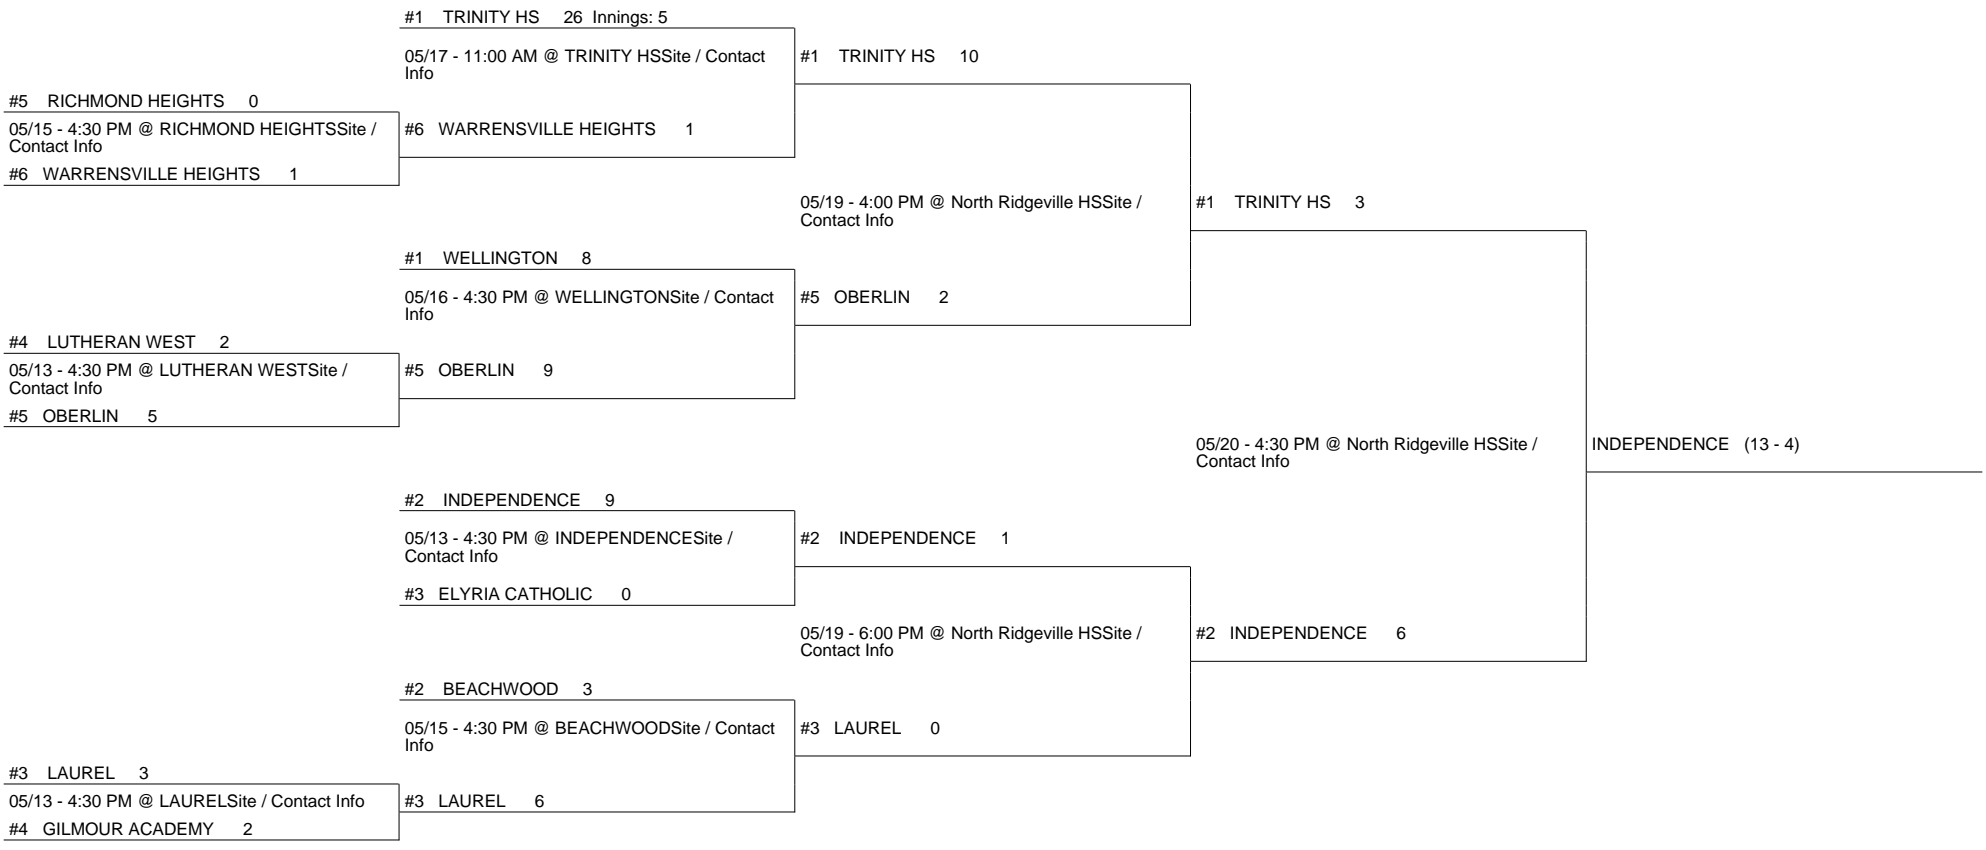 #1 TRINITY HS 26 Innings: 5
05/17 - 11:00 AM @ TRINITY HSSite / Contact
Info
#6 WARRENSVILLE HEIGHTS 1
#5 RICHMOND HEIGHTS 0
05/15 - 4:30 PM @ RICHMOND HEIGHTSSite /
Contact Info
#6 WARRENSVILLE HEIGHTS 1
#1 TRINITY HS 10
05/19 - 4:00 PM @ North Ridgeville HSSite /
Contact Info
#5 OBERLIN 2
#1 TRINITY HS 3
#1 WELLINGTON 8
05/16 - 4:30 PM @ WELLINGTONSite / Contact
Info
#5 OBERLIN 9
#4 LUTHERAN WEST 2
05/13 - 4:30 PM @ LUTHERAN WESTSite /
Contact Info
#5 OBERLIN 5
05/20 - 4:30 PM @ North Ridgeville HSSite /
Contact Info
INDEPENDENCE (13 - 4)
#2 INDEPENDENCE 9
05/13 - 4:30 PM @ INDEPENDENCESite /
Contact Info
#3 ELYRIA CATHOLIC 0
#2 INDEPENDENCE 1
05/19 - 6:00 PM @ North Ridgeville HSSite /
Contact Info
#3 LAUREL 0
#2 INDEPENDENCE 6
#2 BEACHWOOD 3
05/15 - 4:30 PM @ BEACHWOODSite / Contact
Info
#3 LAUREL 6
#3 LAUREL 3
05/13 - 4:30 PM @ LAURELSite / Contact Info
#4 GILMOUR ACADEMY 2